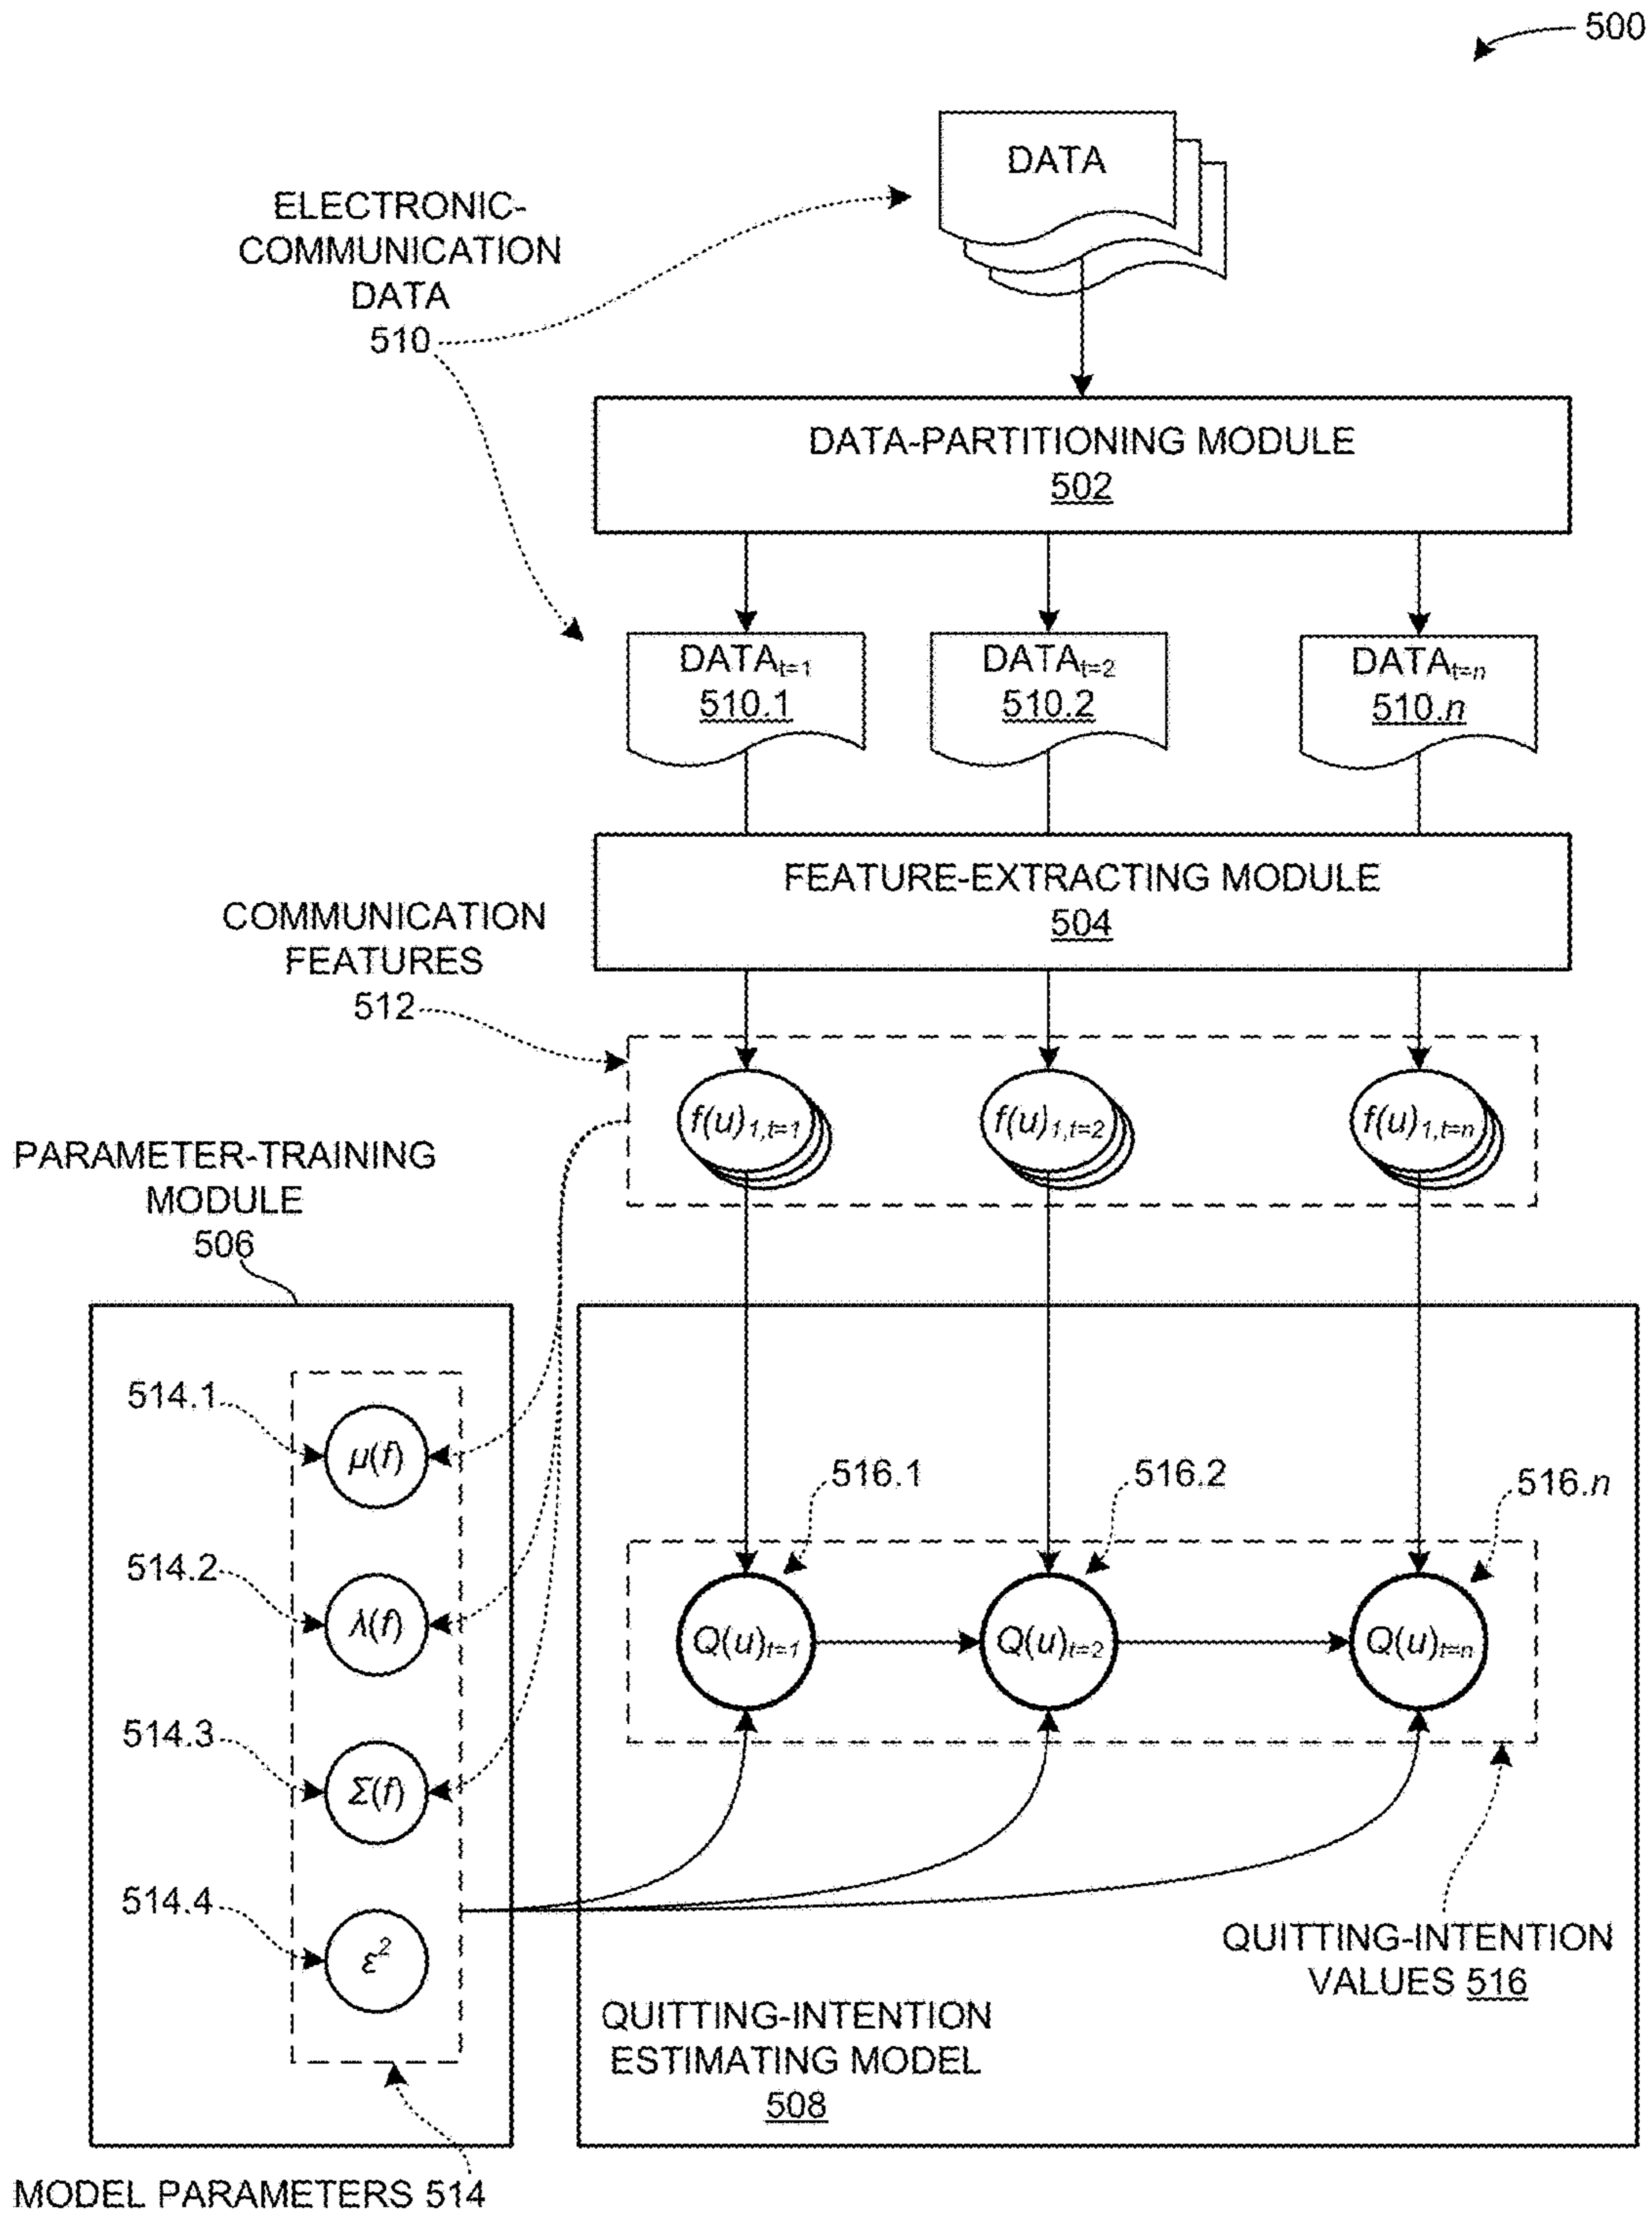 500
DATA
ELECTRONIC-
COMMUNICATION
DATA
510
DATA-PARTITIONING MODULE
502
DATAt=1
510.1
DATAt=2
510.2
DATAt=n
510.n
FEATURE-EXTRACTING MODULE
504
COMMUNICATION
FEATURES
512
f(u)1,t=1
f(u)1,t=2
f(u)1,t=n
PARAMETER-TRAINING
MODULE
506
514.1
μ(f)
514.2
λ(f)
514.3
Σ(f)
514.4
ε²
MODEL PARAMETERS 514
516.1
516.2
516.n
Q(u)t=1
Q(u)t=2
Q(u)t=n
QUITTING-INTENTION
VALUES 516
QUITTING-INTENTION
ESTIMATING MODEL
508